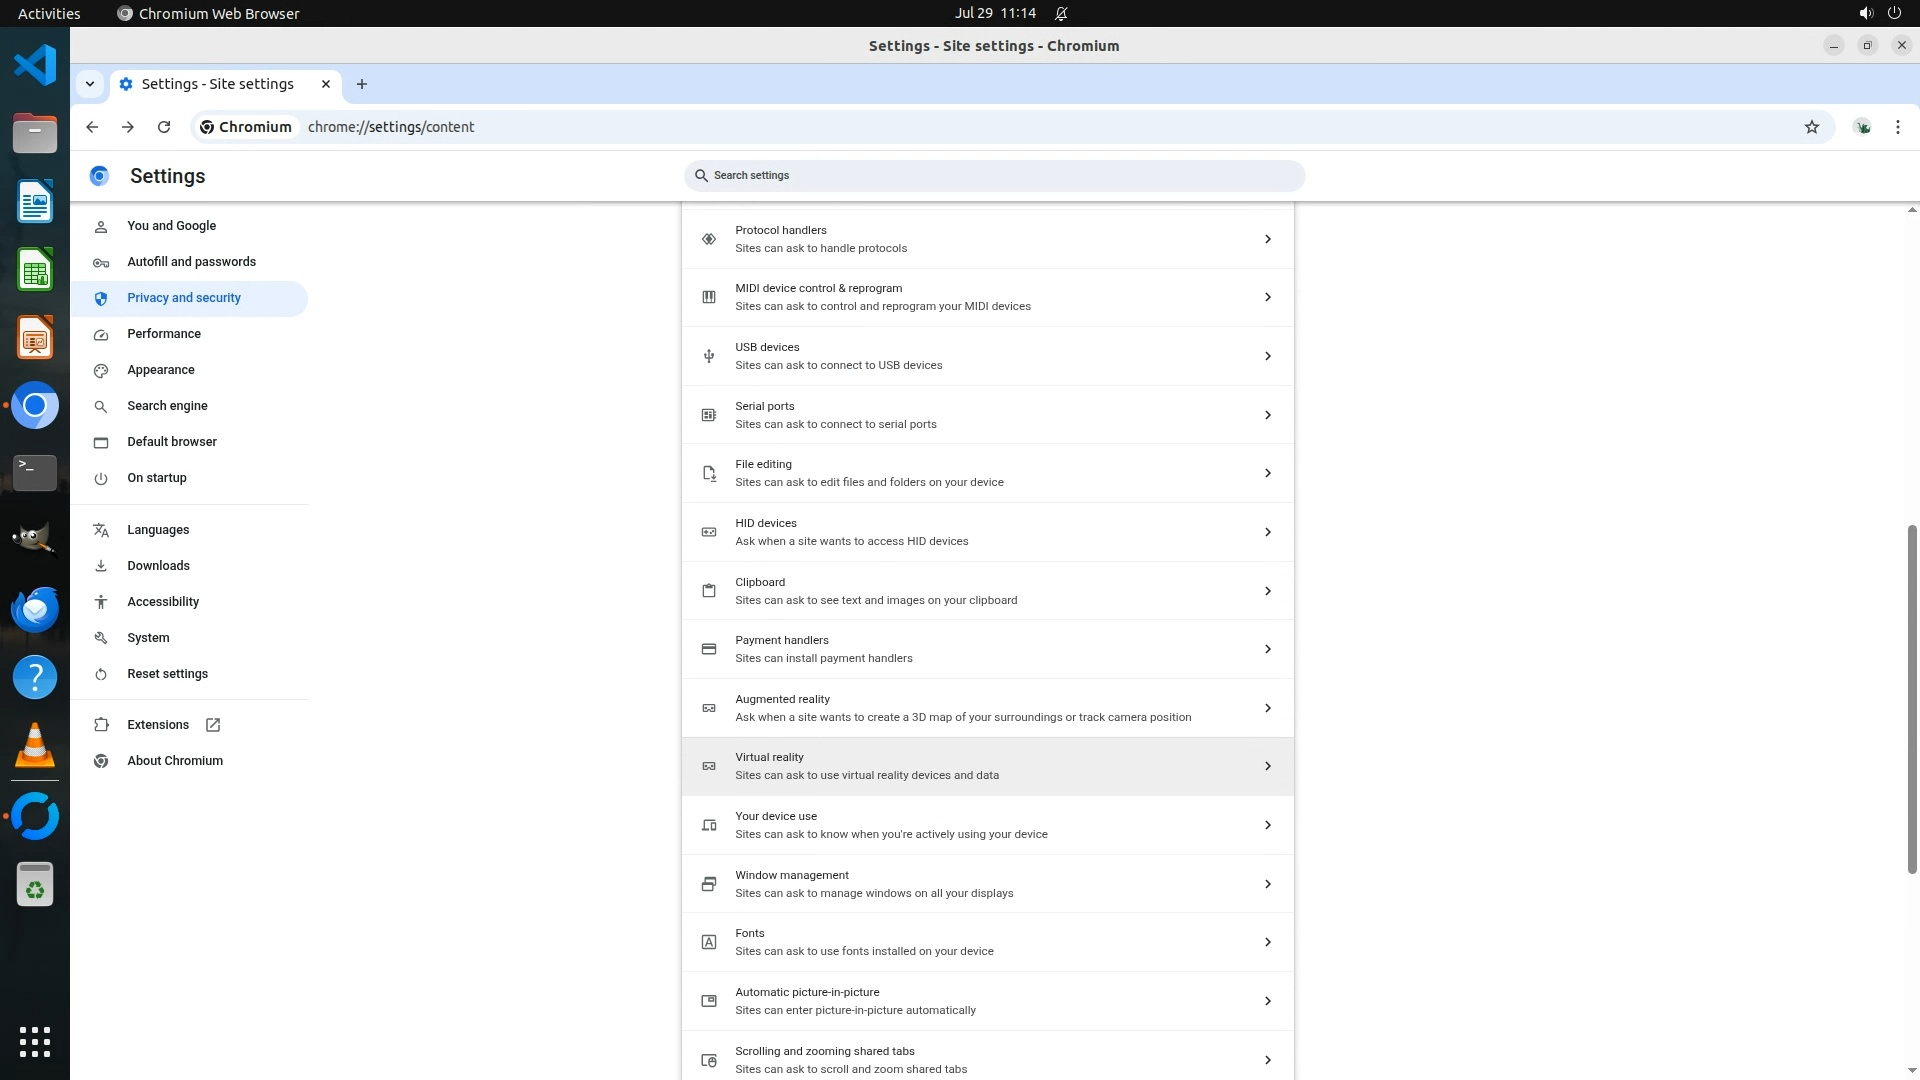 Activities
Chromium Web Browser
Jul 29 11:14
Settings - Site settings - Chromium
Settings - Site settings
Chromium
chrome://settings/content
Settings
Search settings
You and Google
Autofill and passwords
Privacy and security
Performance
Appearance
Search engine
Default browser
On startup
Languages
Downloads
Accessibility
System
Reset settings
Extensions
About Chromium
Protocol handlers
Sites can ask to handle protocols
MIDI device control & reprogram
Sites can ask to control and reprogram your MIDI devices
USB devices
Sites can ask to connect to USB devices
Serial ports
Sites can ask to connect to serial ports
File editing
Sites can ask to edit files and folders on your device
HID devices
Ask when a site wants to access HID devices
Clipboard
Sites can ask to see text and images on your clipboard
Payment handlers
Sites can install payment handlers
Augmented reality
Ask when a site wants to create a 3D map of your surroundings or track camera position
Virtual reality
Sites can ask to use virtual reality devices and data
Your device use
Sites can ask to know when you're actively using your device
Window management
Sites can ask to manage windows on all your displays
Fonts
Sites can ask to use fonts installed on your device
Automatic picture-in-picture
Sites can enter picture-in-picture automatically
Scrolling and zooming shared tabs
Sites can ask to scroll and zoom shared tabs